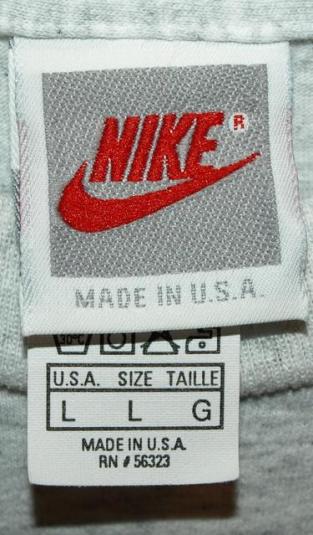 NIKE ®
MADE IN U.S.A.
30°C
U.S.A. SIZE TAILLE
L L G
MADE IN U.S.A.
RN # 56323